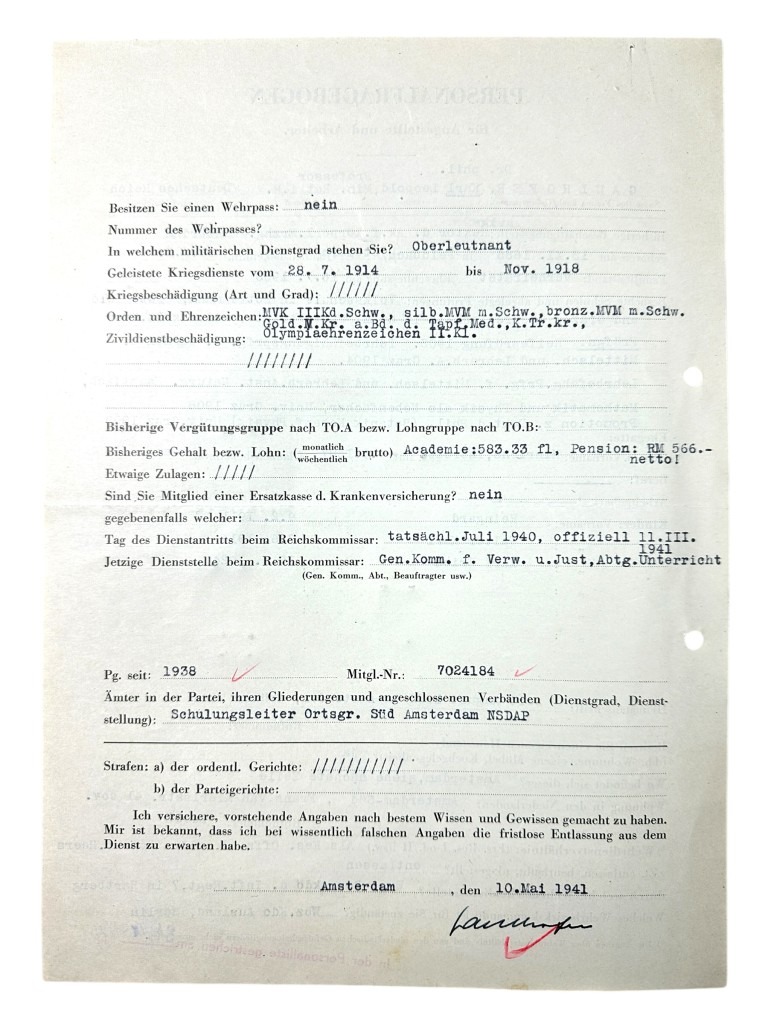 Besitzen Sie einen Wehrpass: nein
Nummer des Wehrpasses?
In welchem militärischen Dienstgrad stehen Sie? Oberleutnant
Geleistete Kriegsdienste vom 28. 7. 1914 bis Nov. 1918
Kriegsbeschädigung (Art und Grad): //////
Orden und Ehrenzeichen: MVK IIIKd.Schw., silb.MVM m.Schw.,bronz.MVM m.Schw.
Gold.V.Kr. a.Bd. d. Tapf.Med.,K.Tr.kr.,
Zivildienstbeschädigung: Olympiaehrenzeichen II.Kl.
////////
Bisherige Vergütungsgruppe nach TO.A bezw. Lohngruppe nach TO.B:
Bisheriges Gehalt bezw. Lohn: (monatlich/wöchentlich brutto) Academie:583.33 fl, Pension: RM 566.-
netto!
Etwaige Zulagen: /////
Sind Sie Mitglied einer Ersatzkasse d. Krankenversicherung? nein
gegebenenfalls welcher:
Tag des Dienstantritts beim Reichskommissar: tatsächl.Juli 1940, offiziell 11.III.
1941
Jetzige Dienststelle beim Reichskommissar: Gen.Komm. f. Verw. u.Just,Abtg.Unterricht
(Gen. Komm., Abt., Beauftragter usw.)
Pg. seit: 1938 Mitgl.-Nr.: 7024184
Ämter in der Partei, ihren Gliederungen und angeschlossenen Verbänden (Dienstgrad, Dienst-
stellung): Schulungsleiter Ortsgr. Süd Amsterdam NSDAP
Strafen: a) der ordentl. Gerichte: ///////////
b) der Parteigerichte:
Ich versichere, vorstehende Angaben nach bestem Wissen und Gewissen gemacht zu haben.
Mir ist bekannt, dass ich bei wissentlich falschen Angaben die fristlose Entlassung aus dem
Dienst zu erwarten habe.
Amsterdam , den 10.Mai 1941